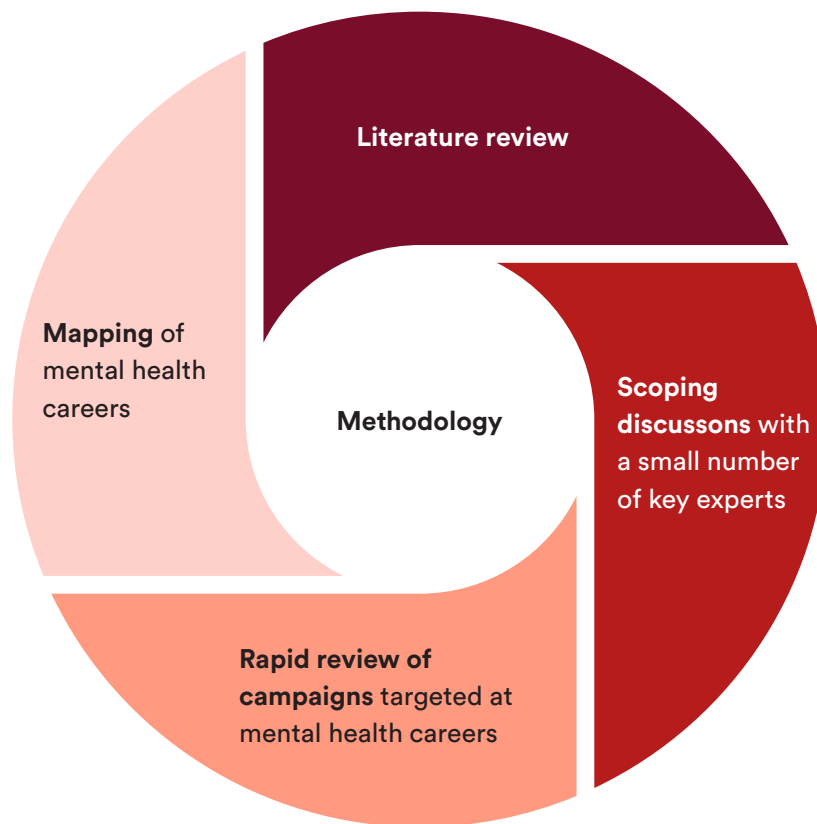 Literature review
Scoping
discussons with
a small number
of key experts
Rapid review of
campaigns targeted at
mental health careers
Mapping of
mental health
careers
Methodology